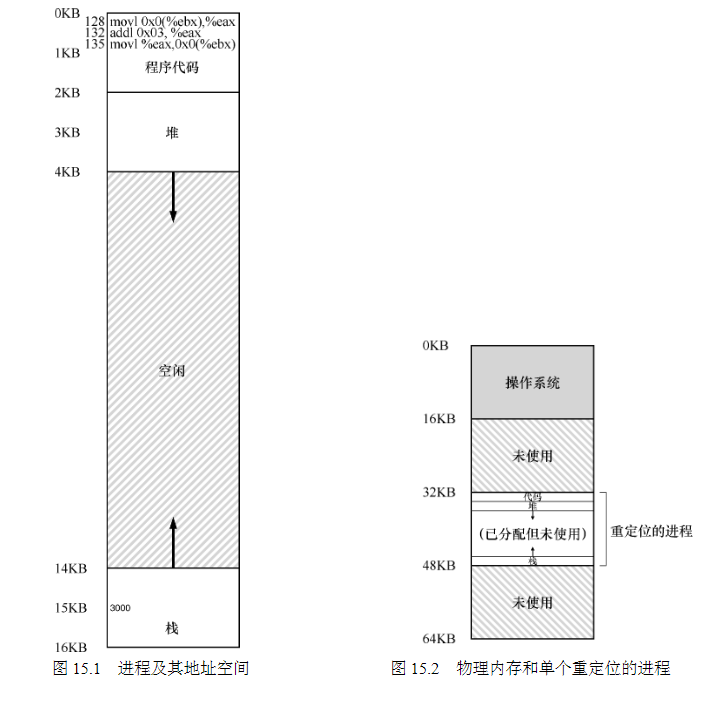 0KB
128 movl 0x0(%ebx),%eax
132 addl 0x03, %eax
135 movl %eax,0x0(%ebx)
1KB
程序代码
2KB
3KB
堆
4KB
空闲
14KB
15KB
3000
栈
16KB
图 15.1 进程及其地址空间
0KB
操作系统
16KB
未使用
32KB
代码
堆
(已分配但未使用)
重定位的进程
栈
48KB
未使用
64KB
图 15.2 物理内存和单个重定位的进程